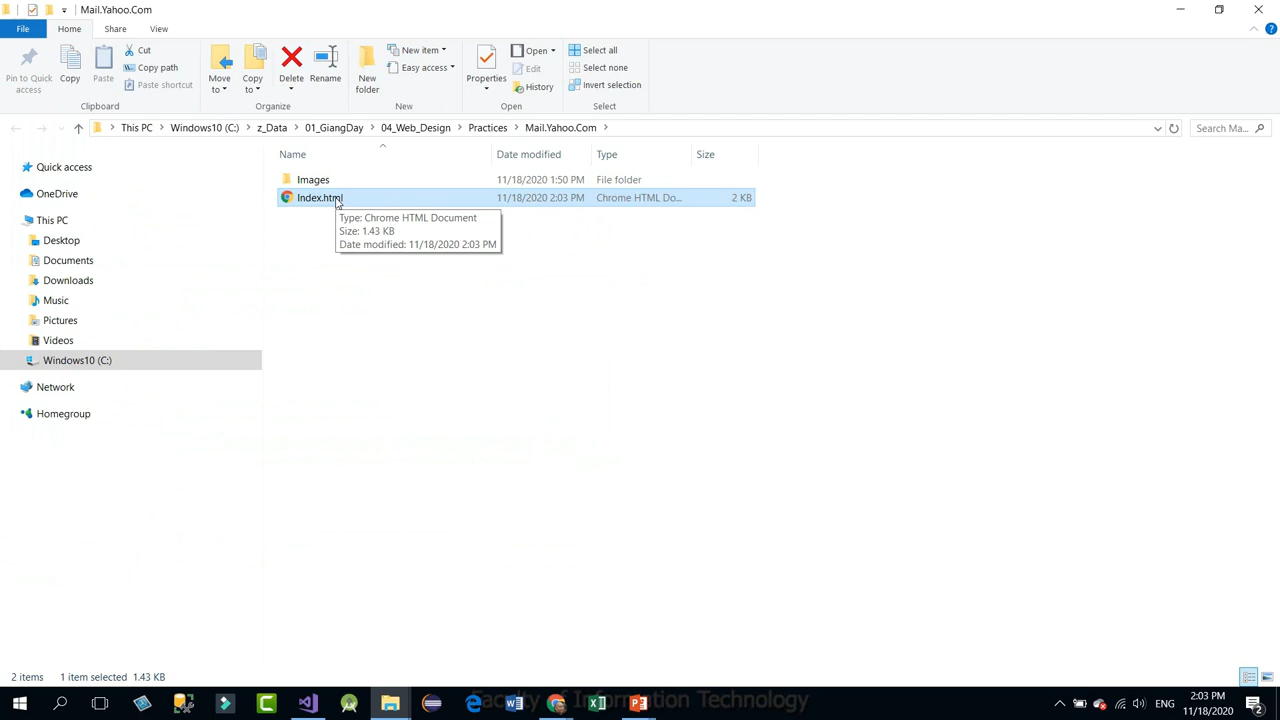 Mail.Yahoo.Com
File Home Share View
Pin to Quick access
Copy
Paste
Cut
Copy path
Paste shortcut
Move to
Copy to
Delete
Rename
New folder
New item
Easy access
Properties
Open
Edit
History
Select all
Select none
Invert selection
Clipboard Organize New Open Select
This PC Windows10 (C:) z_Data 01_GiangDay 04_Web_Design Practices Mail.Yahoo.Com
Search Ma...
Name Date modified Type Size
Images 11/18/2020 1:50 PM File folder
Index.html 11/18/2020 2:03 PM Chrome HTML Do... 2 KB
Type: Chrome HTML Document
Size: 1.43 KB
Date modified: 11/18/2020 2:03 PM
Quick access
OneDrive
This PC
Desktop
Documents
Downloads
Music
Pictures
Videos
Windows10 (C:)
Network
Homegroup
2 items 1 item selected 1.43 KB
Faculty of Information Technology
ENG
2:03 PM
11/18/2020
2